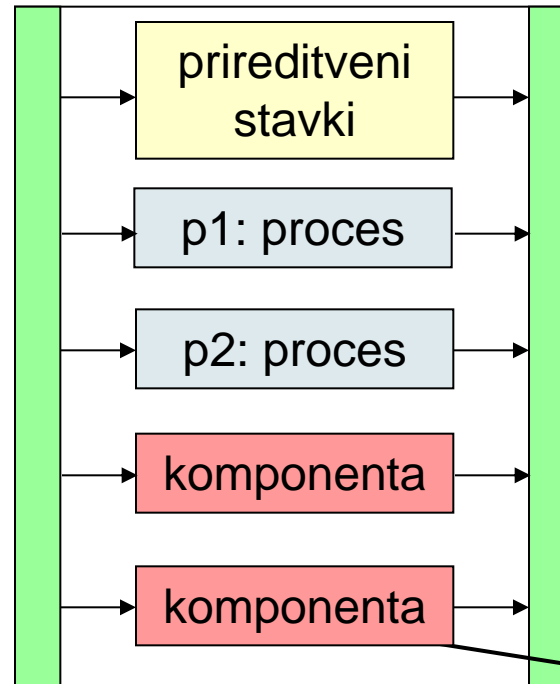 prireditveni
stavki
p1: proces
p2: proces
komponenta
komponenta